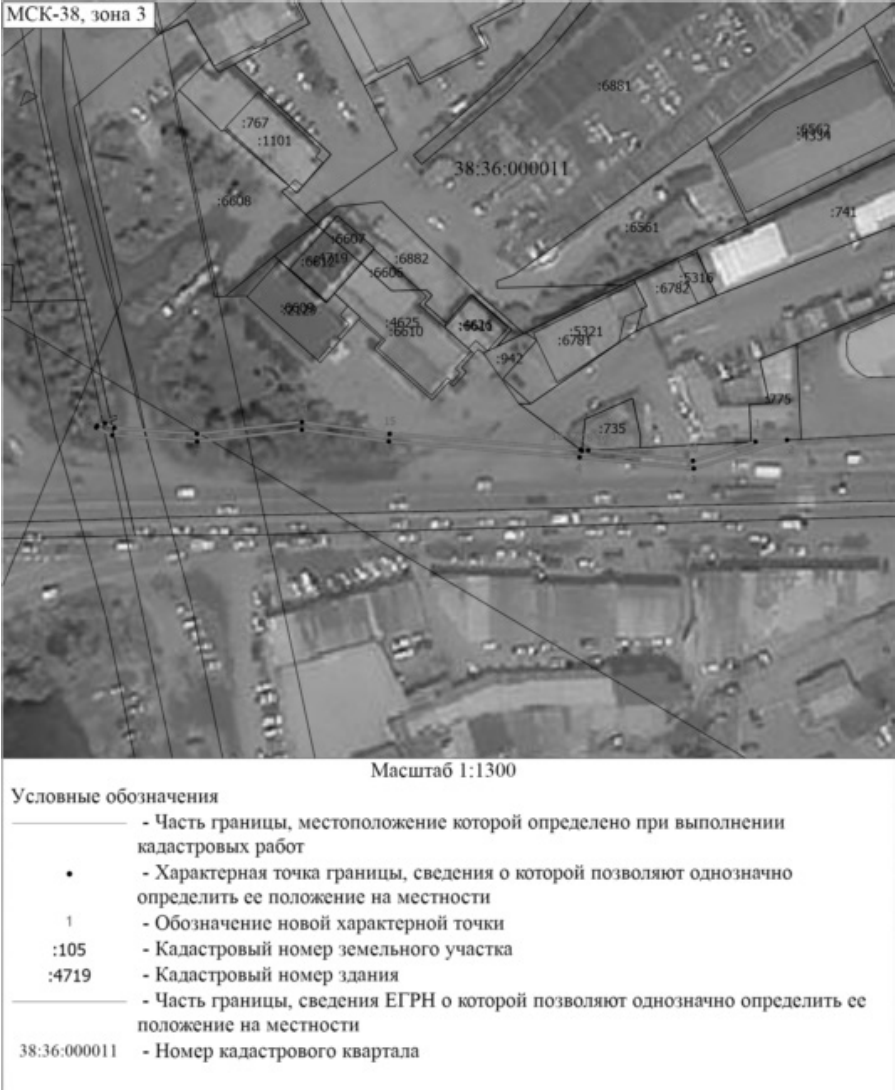 МСК-38, зона 3
:6881
:767
:1101
:4334
38:36:000011
:6608
:741
:6561
:6607
:6882
:6606
:5316
:6782
:4625
:6610
:5321
:6781
:942
:775
:735
15
Масштаб 1:1300
Условные обозначения
- Часть границы, местоположение которой определено при выполнении
кадастровых работ
- Характерная точка границы, сведения о которой позволяют однозначно
определить ее положение на местности
1 - Обозначение новой характерной точки
:105 - Кадастровый номер земельного участка
:4719 - Кадастровый номер здания
- Часть границы, сведения ЕГРН о которой позволяют однозначно определить ее
положение на местности
38:36:000011 - Номер кадастрового квартала